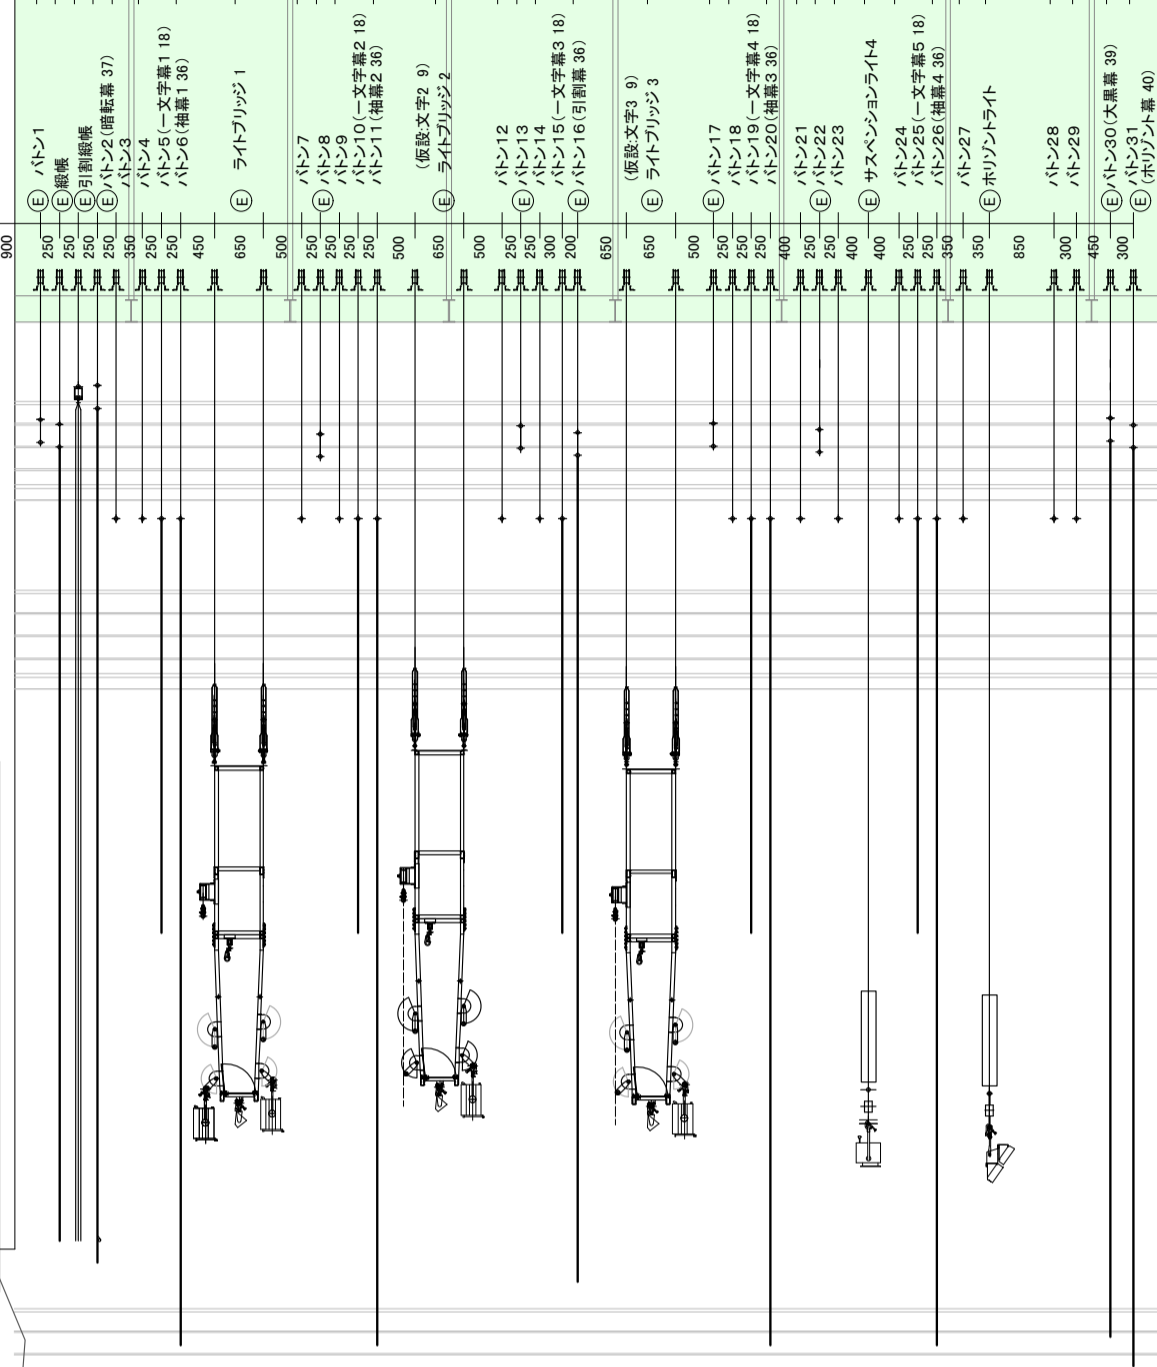 900
Ⓔ バトン1
250
Ⓔ 緞帳
250
Ⓔ 引割緞帳
250
Ⓔ バトン2(暗転幕 37)
バトン3
350
バトン4
250
バトン5(一文字幕1 18)
250
バトン6(袖幕1 36)
450
Ⓔ ライトブリッジ 1
650
500
バトン7
250
Ⓔ バトン8
250
バトン9
250
バトン10(一文字幕2 18)
250
バトン11(袖幕2 36)
500
(仮設:文字2 9)
Ⓔ ライトブリッジ 2
650
500
バトン12
250
Ⓔ バトン13
250
バトン14
300
バトン15(一文字幕3 18)
200
Ⓔ バトン16(引割幕 36)
650
(仮設:文字3 9)
Ⓔ ライトブリッジ 3
650
500
Ⓔ バトン17
250
バトン18
250
バトン19(一文字幕4 18)
250
バトン20(袖幕3 36)
400
バトン21
250
Ⓔ バトン22
250
バトン23
400
Ⓔ サスペンションライト4
400
バトン24
250
バトン25(一文字幕5 18)
250
バトン26(袖幕4 36)
350
バトン27
350
Ⓔ ホリゾントライト
850
バトン28
300
バトン29
450
Ⓔ バトン30(大黒幕 39)
300
バトン31
Ⓔ (ホリゾント幕 40)